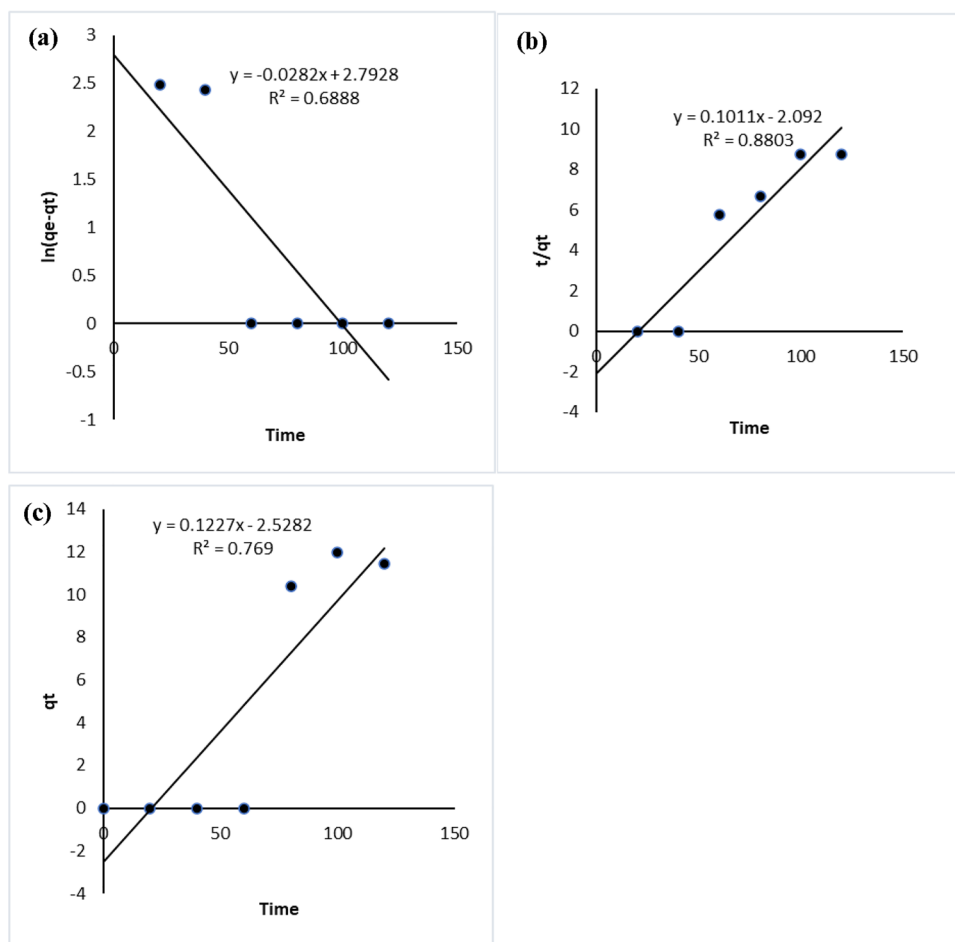 (a)
3
2.5
2
1.5
1
0.5
0
-0.5
-1
ln(qe-qt)
y = -0.0282x + 2.7928
R² = 0.6888
0
50
100
150
Time
(b)
12
10
8
6
4
2
0
-2
-4
t/qt
y = 0.1011x - 2.092
R² = 0.8803
0
50
100
150
Time
(c)
14
12
10
8
6
4
2
0
-2
-4
qt
y = 0.1227x - 2.5282
R² = 0.769
0
50
100
150
Time